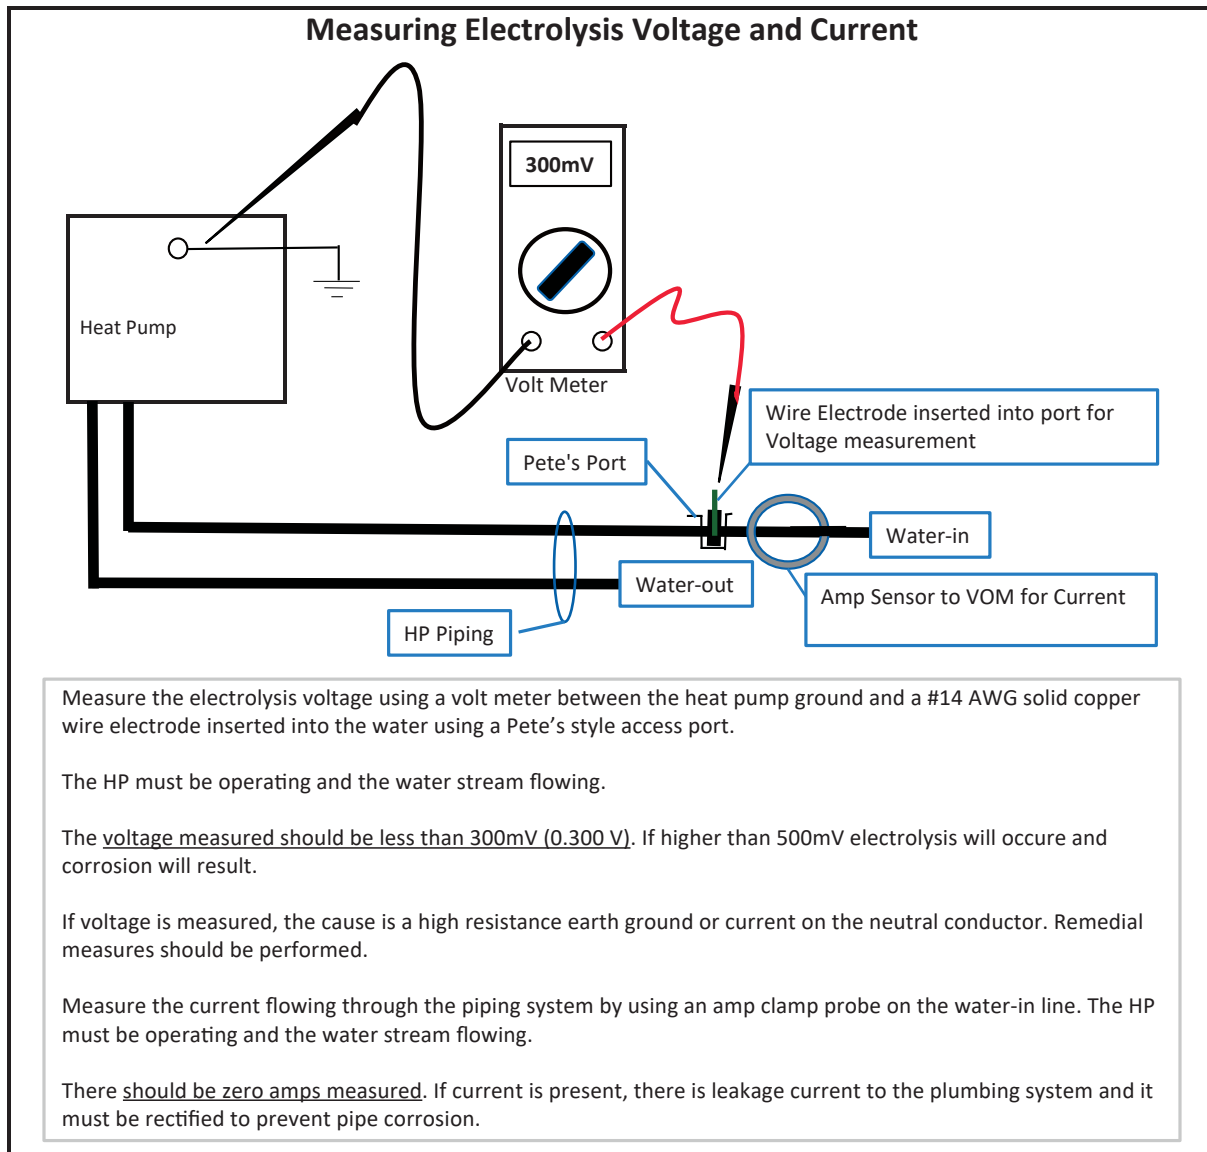 Measuring Electrolysis Voltage and Current
300mV
Heat Pump
Volt Meter
Wire Electrode inserted into port for
Voltage measurement
Pete's Port
Water-in
Water-out
Amp Sensor to VOM for Current
HP Piping
Measure the electrolysis voltage using a volt meter between the heat pump ground and a #14 AWG solid copper
wire electrode inserted into the water using a Pete’s style access port.
The HP must be operating and the water stream flowing.
The voltage measured should be less than 300mV (0.300 V). If higher than 500mV electrolysis will occure and
corrosion will result.
If voltage is measured, the cause is a high resistance earth ground or current on the neutral conductor. Remedial
measures should be performed.
Measure the current flowing through the piping system by using an amp clamp probe on the water-in line. The HP
must be operating and the water stream flowing.
There should be zero amps measured. If current is present, there is leakage current to the plumbing system and it
must be rectified to prevent pipe corrosion.